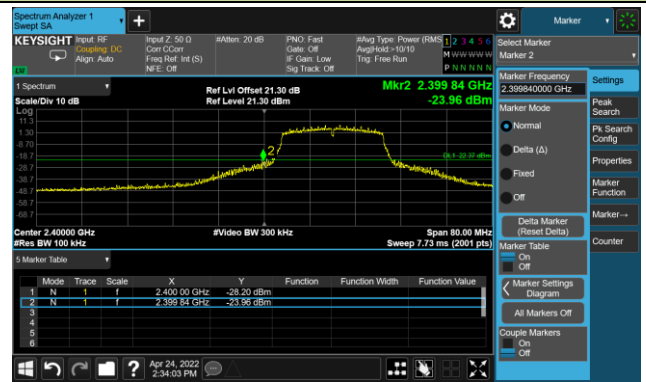 Spectrum Analyzer 1
Swept SA
Marker
KEYSIGHT
Input: RF
Coupling: DC
Align: Auto
Input Z: 50 Ω
Corr CCorr
Freq Ref: Int (S)
NFE: Off
#Atten: 20 dB
PNO: Fast
Gate: Off
IF Gain: Low
Sig Track: Off
#Avg Type: Power (RMS
Avg|Hold:>10/10
Trig: Free Run
1 2 3 4 5 6
M W W W W W
P N N N N N
LW
Select Marker
Marker 2
1 Spectrum
Scale/Div 10 dB
Log
Ref Lvl Offset 21.30 dB
Ref Level 21.30 dBm
Mkr2 2.399 84 GHz
-23.96 dBm
11.3
1.30
-8.70
-18.7
-28.7
-38.7
-48.7
-58.7
-68.7
2
DL1 -22.37 dBm
Center 2.40000 GHz
#Res BW 100 kHz
#Video BW 300 kHz
Span 80.00 MHz
Sweep 7.73 ms (2001 pts)
5 Marker Table
Mode Trace Scale X Y Function Function Width Function Value
1 N 1 f 2.400 00 GHz -28.20 dBm
2 N 1 f 2.399 84 GHz -23.96 dBm
3
4
5
6
Marker Frequency
2.399840000 GHz
Marker Mode
Normal
Delta (Δ)
Fixed
Off
Delta Marker
(Reset Delta)
Marker Table
On
Off
Marker Settings
Diagram
All Markers Off
Couple Markers
On
Off
Settings
Peak
Search
Pk Search
Config
Properties
Marker
Function
Marker→
Counter
Apr 24, 2022
2:34:03 PM